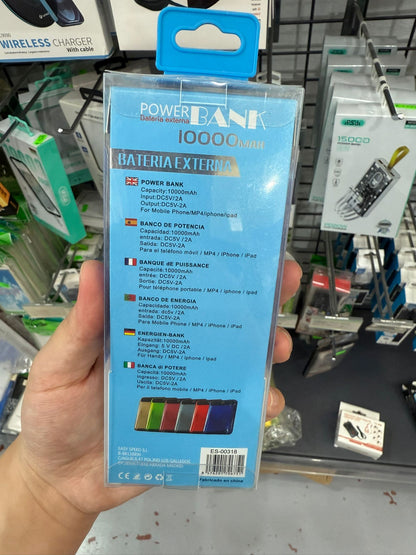 WIRELESS CHARGER
With cable
POWER BANK
Bateria externa
10000mAH
BATERIA EXTERNA
POWER BANK
Capacity:10000mAh
Input:DC5V/2A
Output:DC5V-2A
For Mobile Phone/MP4/iphone/ipad
BANCO DE POTENCIA
Capacidad:10000mAh
entrada: DC5V /2A
Salida: DC5V-2A
Para el teléfono móvil / MP4 / iPhone / iPad
BANQUE dE PUISSANCE
Capacité:10000mAh
entrée: DC5V / 2A
Sortie: DC5V-2A
Pour téléphone portable / MP4 / iphone / ipad
BANCO DE ENERGIA
Capacidade:10000mAh
entrada: dc5v /2A
Saída: DC5V-2A
Para Mobile Phone / MP4 / iphone / ipad
ENERGIEN-BANK
Kapazität:10000mAh
Eingang: 5 V DC /2A
Ausgang: DC5V-2A
Für Handy / MP4 / iphone / ipad
BANCA di POTERE
Capacità:10000mAh
Ingresso: DC5V /2A
Uscita: DC5V-2A
Per il telefono mobile / MP4 / iPhone / iPad
EASY SPEED S.L
ES-00318
Fabricado en china
CE
15000